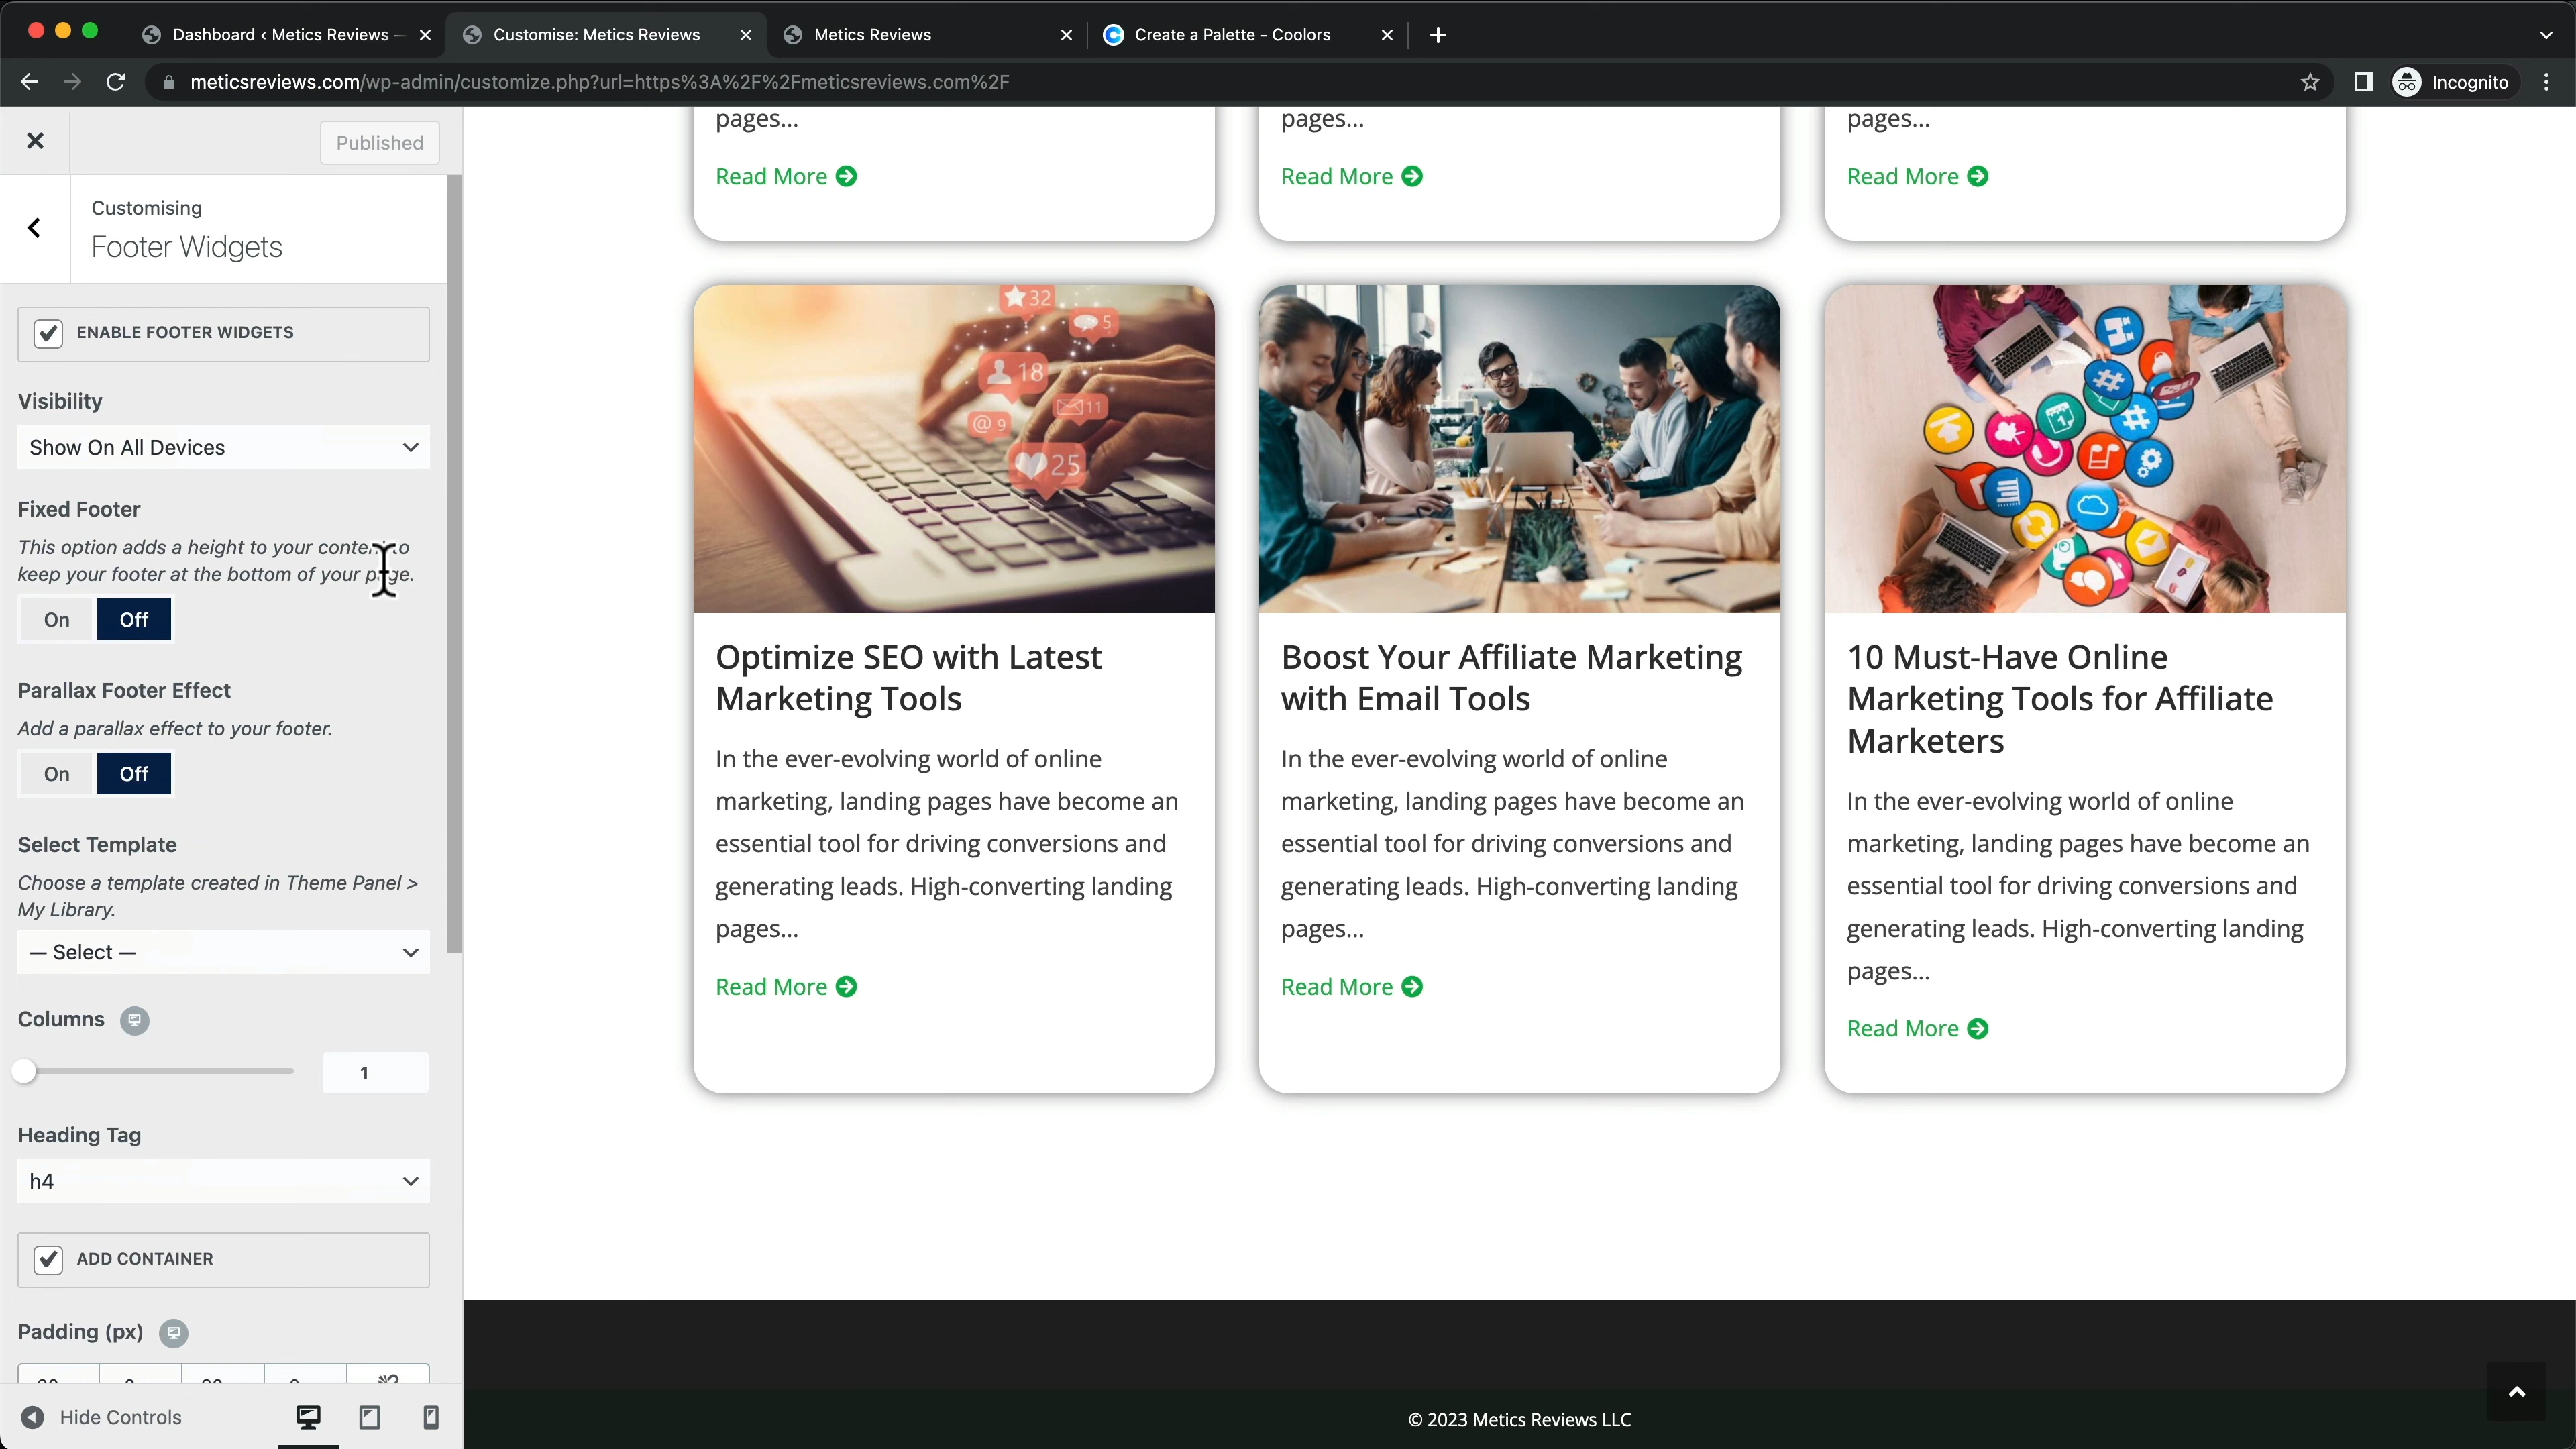 Dashboard ‹ Metics Reviews —
Customise: Metics Reviews
Metics Reviews
Create a Palette - Coolors
meticsreviews.com/wp-admin/customize.php?url=https%3A%2F%2Fmeticsreviews.com%2F
Incognito
Published
Customising
Footer Widgets
ENABLE FOOTER WIDGETS
Visibility
Show On All Devices
Fixed Footer
This option adds a height to your content to
keep your footer at the bottom of your page.
On
Off
Parallax Footer Effect
Add a parallax effect to your footer.
On
Off
Select Template
Choose a template created in Theme Panel >
My Library.
— Select —
Columns
1
Heading Tag
h4
ADD CONTAINER
Padding (px)
Hide Controls
pages...
Read More
pages...
Read More
pages...
Read More
32
5
18
11
@ 9
25
Optimize SEO with Latest
Marketing Tools
In the ever-evolving world of online
marketing, landing pages have become an
essential tool for driving conversions and
generating leads. High-converting landing
pages...
Read More
Boost Your Affiliate Marketing
with Email Tools
In the ever-evolving world of online
marketing, landing pages have become an
essential tool for driving conversions and
generating leads. High-converting landing
pages...
Read More
#
#
1
10 Must-Have Online
Marketing Tools for Affiliate
Marketers
In the ever-evolving world of online
marketing, landing pages have become an
essential tool for driving conversions and
generating leads. High-converting landing
pages...
Read More
© 2023 Metics Reviews LLC